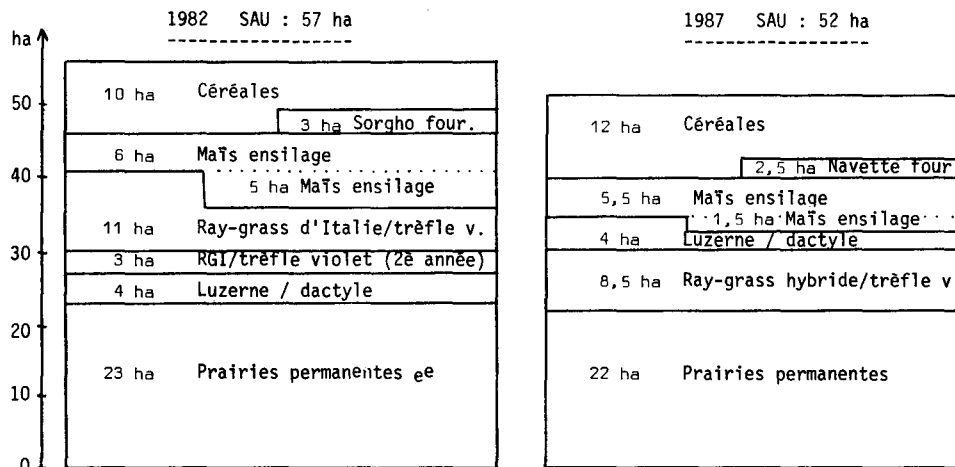 1982 SAU : 57 ha
1987 SAU : 52 ha
ha
50
40
30
20
10
0
10 ha Céréales
3 ha Sorgho four.
6 ha Maïs ensilage
5 ha Maïs ensilage
11 ha Ray-grass d'Italie/trèfle v.
3 ha RGI/trèfle violet (2è année)
4 ha Luzerne / dactyle
23 ha Prairies permanentes ee
12 ha Céréales
2,5 ha Navette four
5,5 ha Maïs ensilage
1,5 ha Maïs ensilage
4 ha Luzerne / dactyle
8,5 ha Ray-grass hybride/trèfle v
22 ha Prairies permanentes